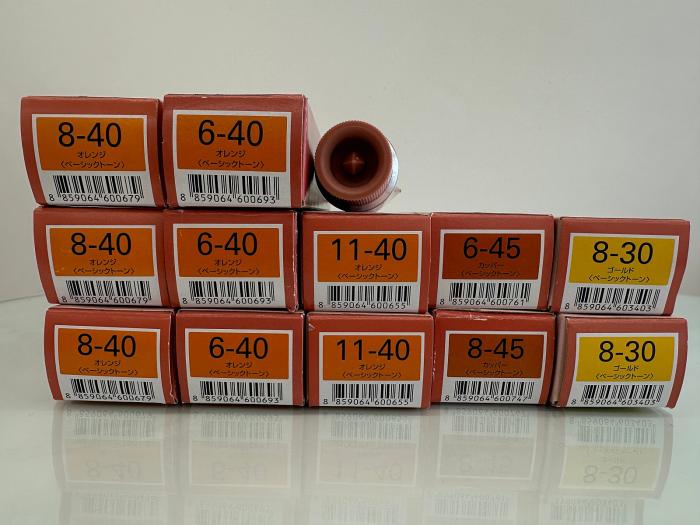 8-40
オレンジ
〈ベーシックトーン〉
8 859064 600679
6-40
オレンジ
〈ベーシックトーン〉
8 859064 600693
8-40
オレンジ
〈ベーシックトーン〉
8 859064 600679
6-40
オレンジ
〈ベーシックトーン〉
8 859064 600693
11-40
オレンジ
〈ベーシックトーン〉
8 859064 600655
6-45
カッパー
〈ベーシックトーン〉
8 859064 600761
8-30
ゴールド
〈ベーシックトーン〉
8 859064 603403
8-40
オレンジ
〈ベーシックトーン〉
8 859064 600679
6-40
オレンジ
〈ベーシックトーン〉
8 859064 600693
11-40
オレンジ
〈ベーシックトーン〉
8 859064 600655
8-45
カッパー
〈ベーシックトーン〉
8 859064 600747
8-30
ゴールド
〈ベーシックトーン〉
8 859064 603403